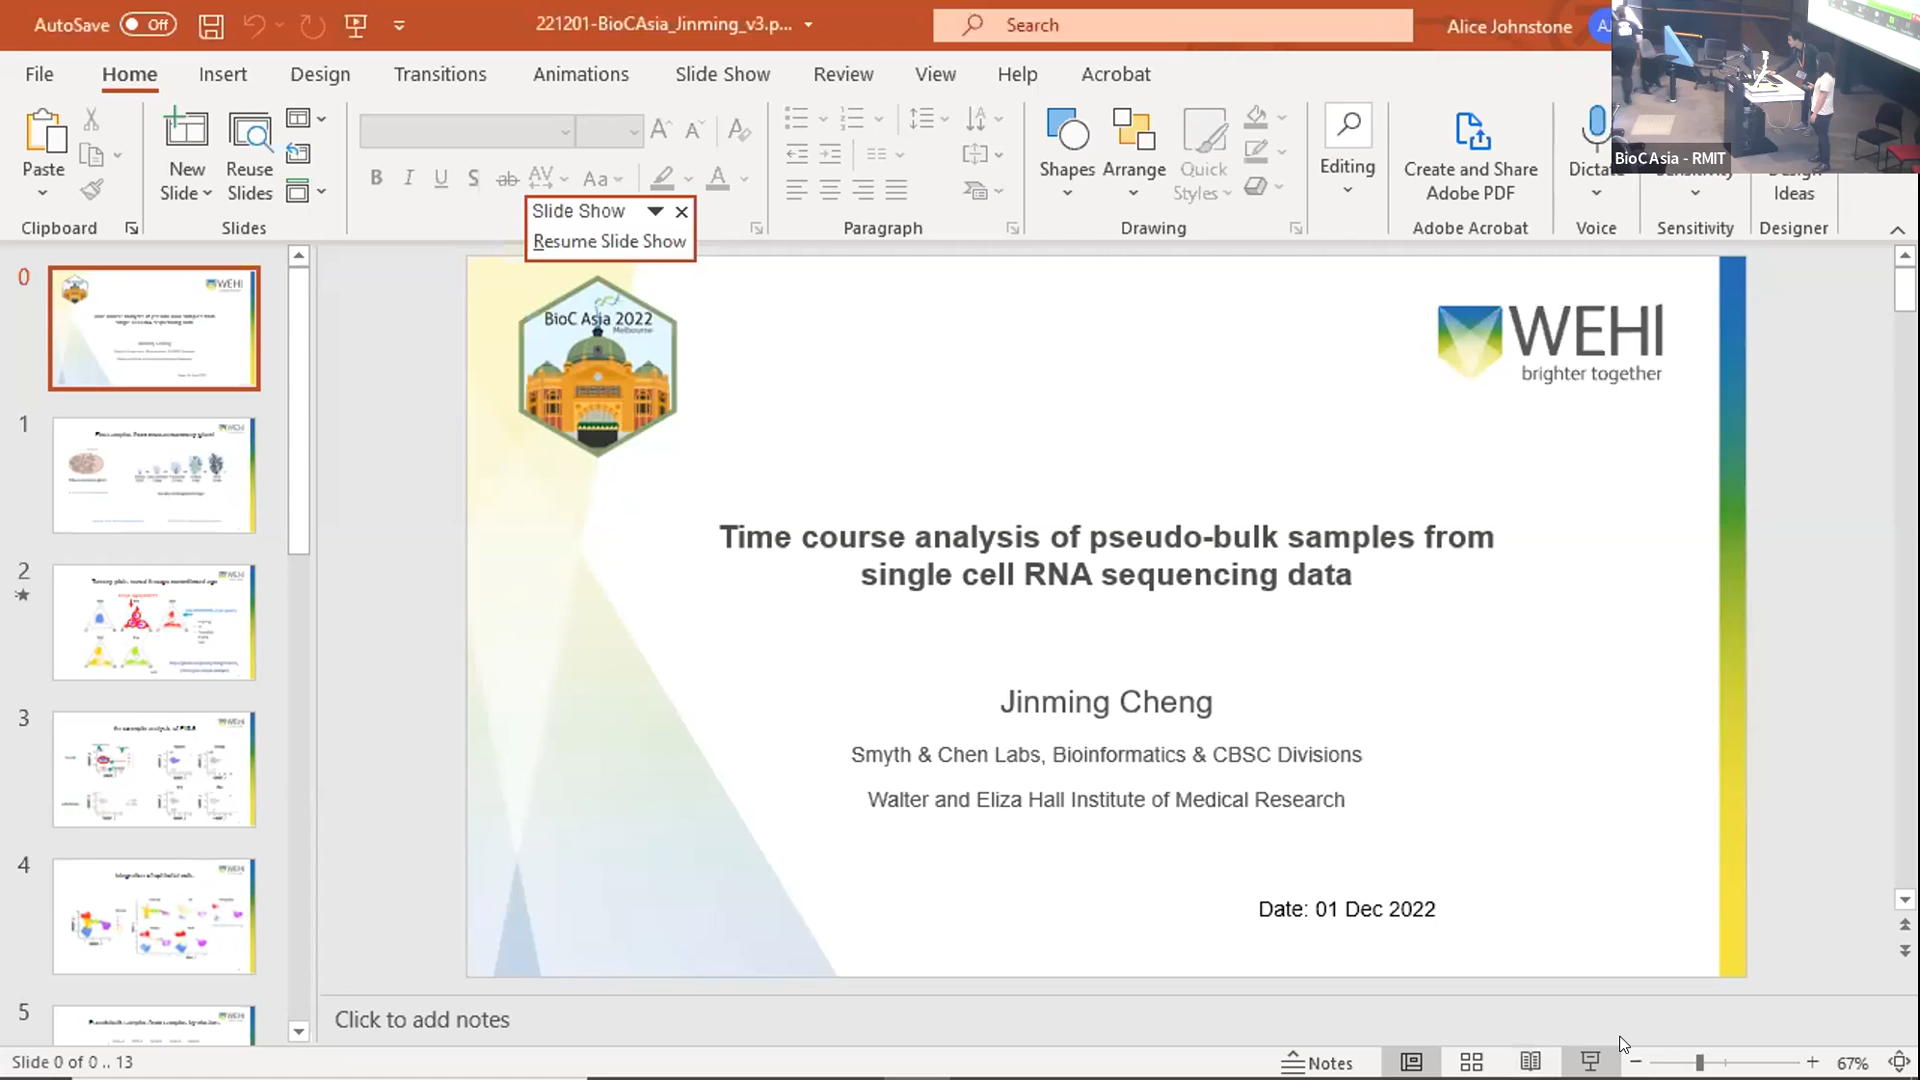 AutoSave Off
221201-BioCAsia_Jinming_v3.p...
Search
Alice Johnstone
AJ
File Home Insert Design Transitions Animations Slide Show Review View Help Acrobat
Paste
New Slide
Reuse Slides
Quick Styles
Shapes
Arrange
Editing
Create and Share Adobe PDF
Dictate
Sensitivity
Design Ideas
BioC Asia - RMIT
Clipboard
Slides
Paragraph
Drawing
Adobe Acrobat
Voice
Sensitivity
Designer
Slide Show
Resume Slide Show
0
1
2
3
4
5
BioC Asia 2022
Melbourne
WEHI
brighter together
Time course analysis of pseudo-bulk samples from
single cell RNA sequencing data
Jinming Cheng
Smyth & Chen Labs, Bioinformatics & CBSC Divisions
Walter and Eliza Hall Institute of Medical Research
Date: 01 Dec 2022
Click to add notes
Slide 0 of 0 .. 13
Notes
67%